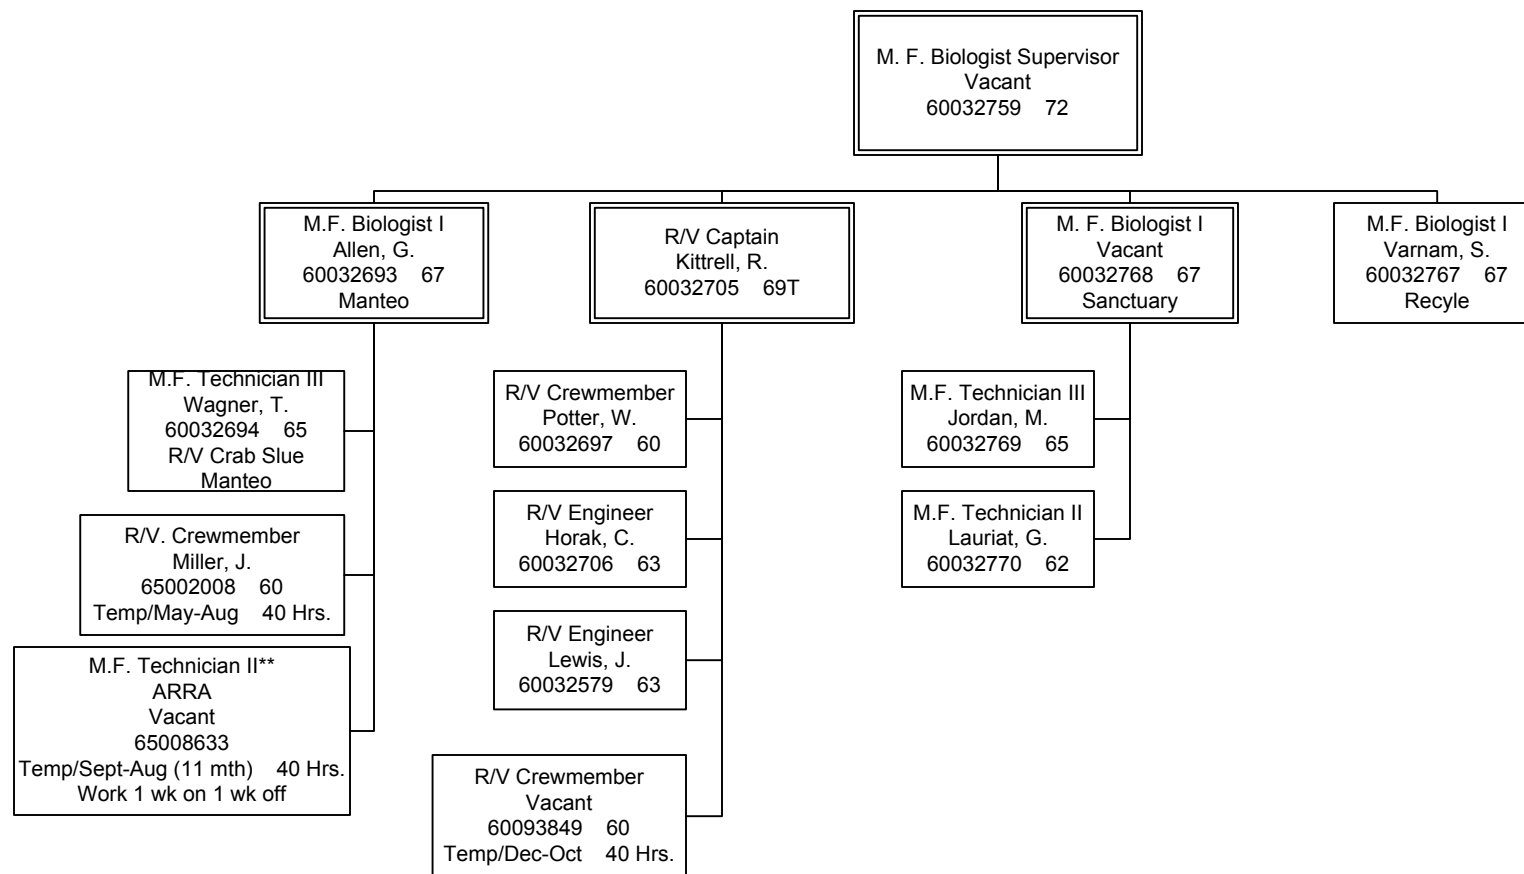 M. F. Biologist Supervisor
Vacant
60032759 72
M.F. Biologist I
Allen, G.
60032693 67
Manteo
R/V Captain
Kittrell, R.
60032705 69T
M. F. Biologist I
Vacant
60032768 67
Sanctuary
M.F. Biologist I
Varnam, S.
60032767 67
Recyle
M.F. Technician III
Wagner, T.
60032694 65
R/V Crab Slue
Manteo
R/V. Crewmember
Miller, J.
65002008 60
Temp/May-Aug 40 Hrs.
M.F. Technician II**
ARRA
Vacant
65008633
Temp/Sept-Aug (11 mth) 40 Hrs.
Work 1 wk on 1 wk off
R/V Crewmember
Potter, W.
60032697 60
R/V Engineer
Horak, C.
60032706 63
R/V Engineer
Lewis, J.
60032579 63
R/V Crewmember
Vacant
60093849 60
Temp/Dec-Oct 40 Hrs.
M.F. Technician III
Jordan, M.
60032769 65
M.F. Technician II
Lauriat, G.
60032770 62